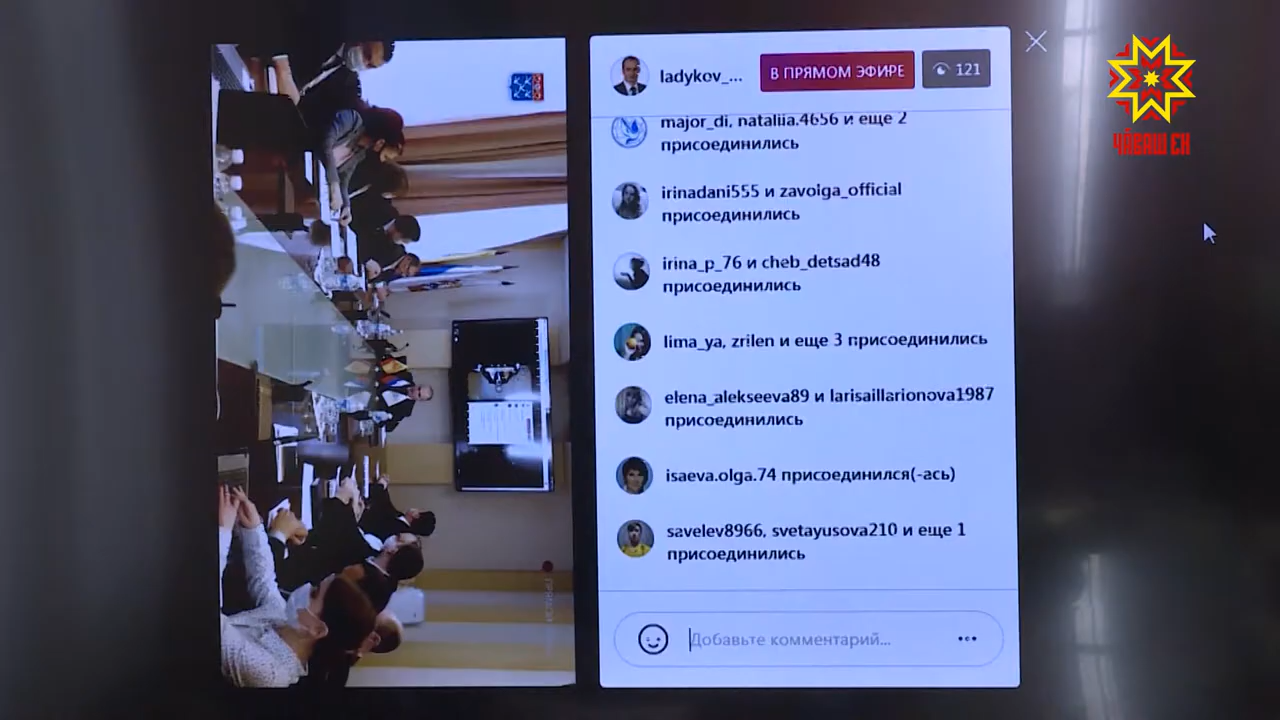 ladykov_...
В ПРЯМОМ ЭФИРЕ
121
ЧӐВАШ ЕН
major_di, nataliia.4656 и еще 2
присоединились
irinadani555 и zavoiga_official
присоединились
irina_p_76 и cheb_detsad48
присоединились
lima_ya, zrilen и еще 3 присоединились
elena_alekseeva89 и larisaillarionova1987
присоединились
isaeva.olga.74 присоединился(-ась)
savelev8966, svetayusova210 и еще 1
присоединились
Добавьте комментарий...